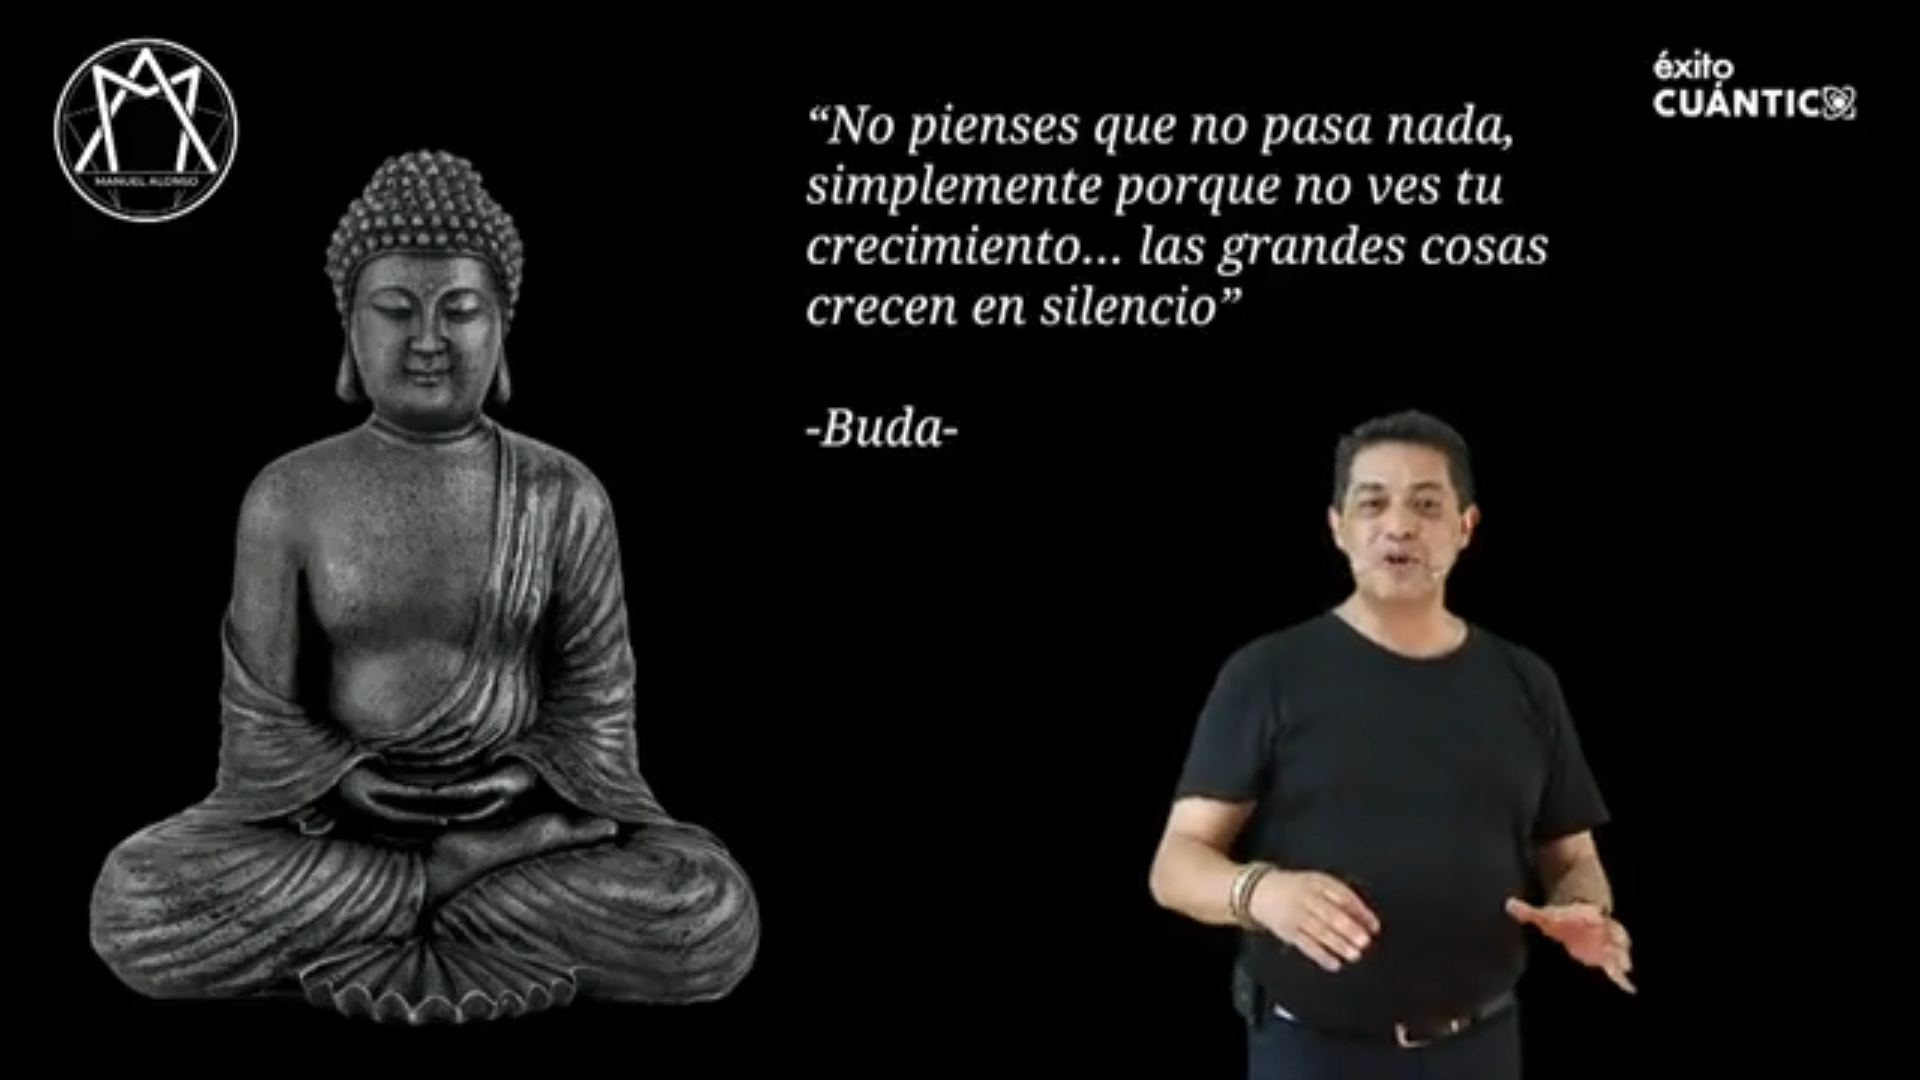 MANUEL ALONSO
éxito
CUÁNTICO
“No pienses que no pasa nada,
simplemente porque no ves tu
crecimiento... las grandes cosas
crecen en silencio”
-Buda-